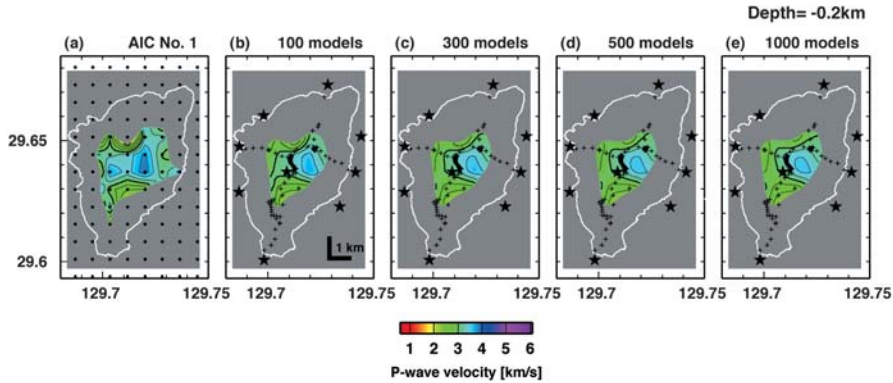 Depth= -0.2km
(a) AIC No. 1
(b) 100 models
(c) 300 models
(d) 500 models
(e) 1000 models
29.65
29.6
1 km
129.7 129.75
129.7 129.75
129.7 129.75
129.7 129.75
129.7 129.75
1 2 3 4 5 6
P-wave velocity [km/s]